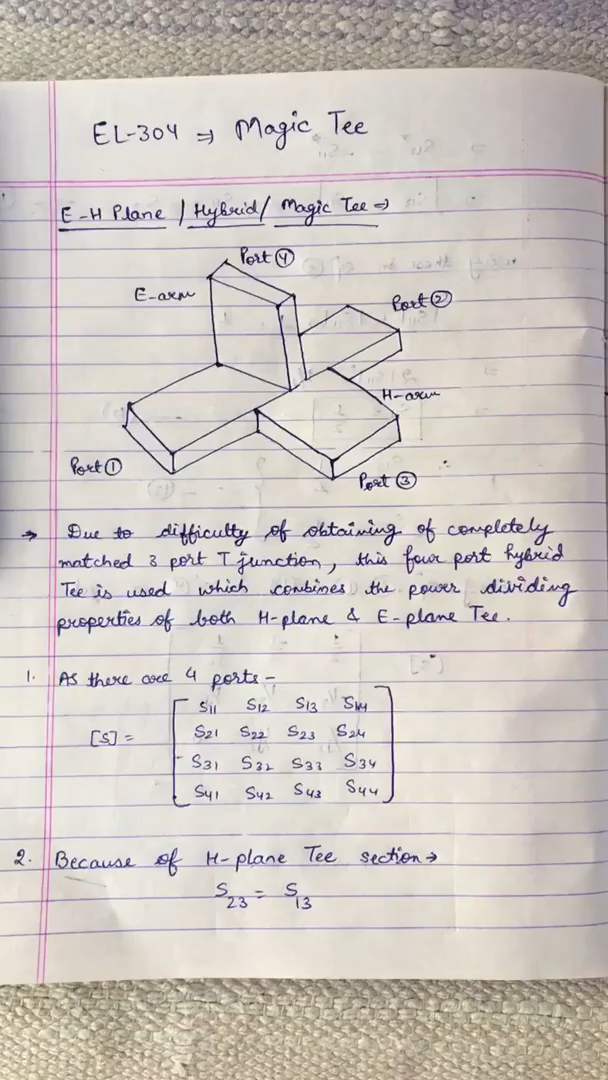 EL-304 ⇒ Magic Tee
E-H Plane / Hybrid / Magic Tee ⇒
Port ④
E-arm
Port ②
H-arm
Port ①
Port ③
→ Due to difficulty of obtaining of completely
matched 3 port T junction, this four port hybrid
Tee is used which combines the power dividing
properties of both H-plane & E-plane Tee.
1. As there are 4 ports -
S11 S12 S13 S14
[S] = S21 S22 S23 S24
S31 S32 S33 S34
S41 S42 S43 S44
2. Because of H-plane Tee section →
S23 = S13